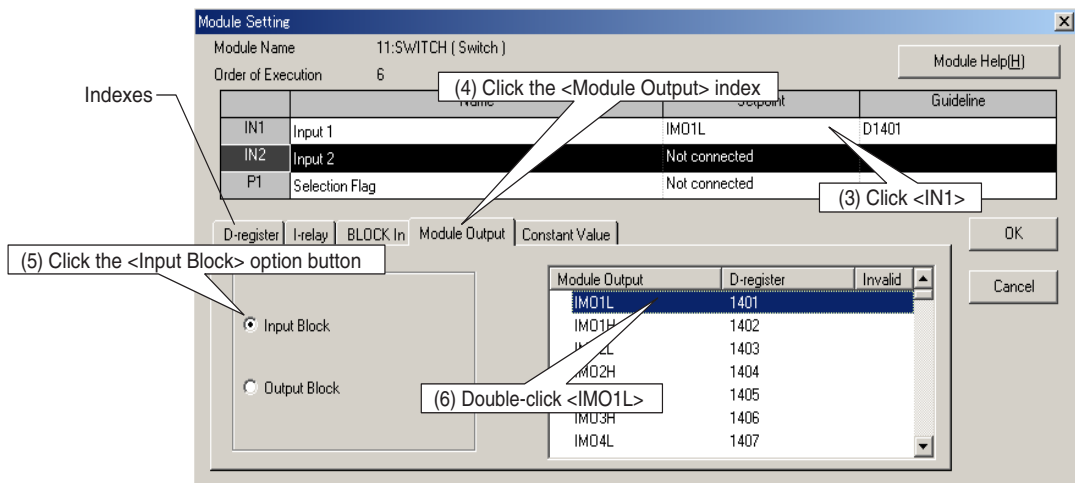 Module Setting
Module Name 11:SWITCH ( Switch )
Order of Execution 6
Module Help(H)
Indexes
(4) Click the <Module Output> index
Name Setpoint Guideline
IN1 Input 1 IMO1L D1401
IN2 Input 2 Not connected
P1 Selection Flag Not connected
(3) Click <IN1>
D-register I-relay BLOCK In Module Output Constant Value
OK
(5) Click the <Input Block> option button
Cancel
Module Output D-register Invalid
IMO1L 1401
Input Block
IMO1H 1402
1403
IMO2H 1404
Output Block
(6) Double-click <IMO1L>
1405
IMO3H 1406
IMO4L 1407